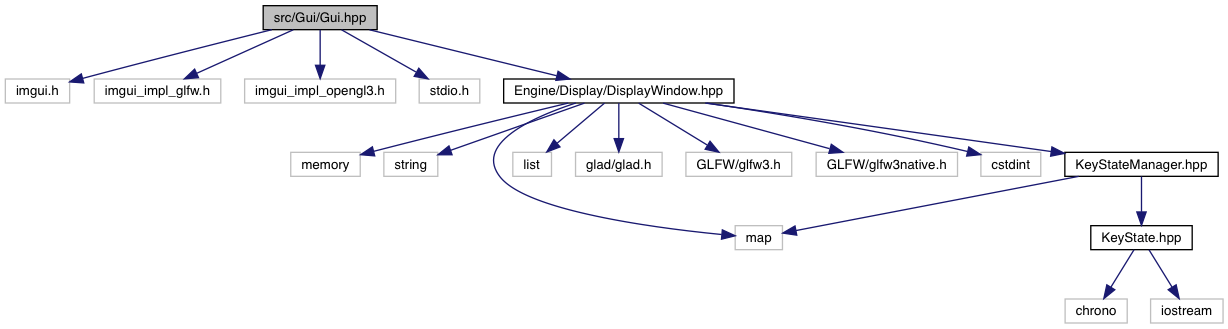 src/Gui/Gui.hpp
imgui.h
imgui_impl_glfw.h
imgui_impl_opengl3.h
stdio.h
Engine/Display/DisplayWindow.hpp
memory
string
list
glad/glad.h
GLFW/glfw3.h
GLFW/glfw3native.h
cstdint
KeyStateManager.hpp
map
KeyState.hpp
chrono
iostream